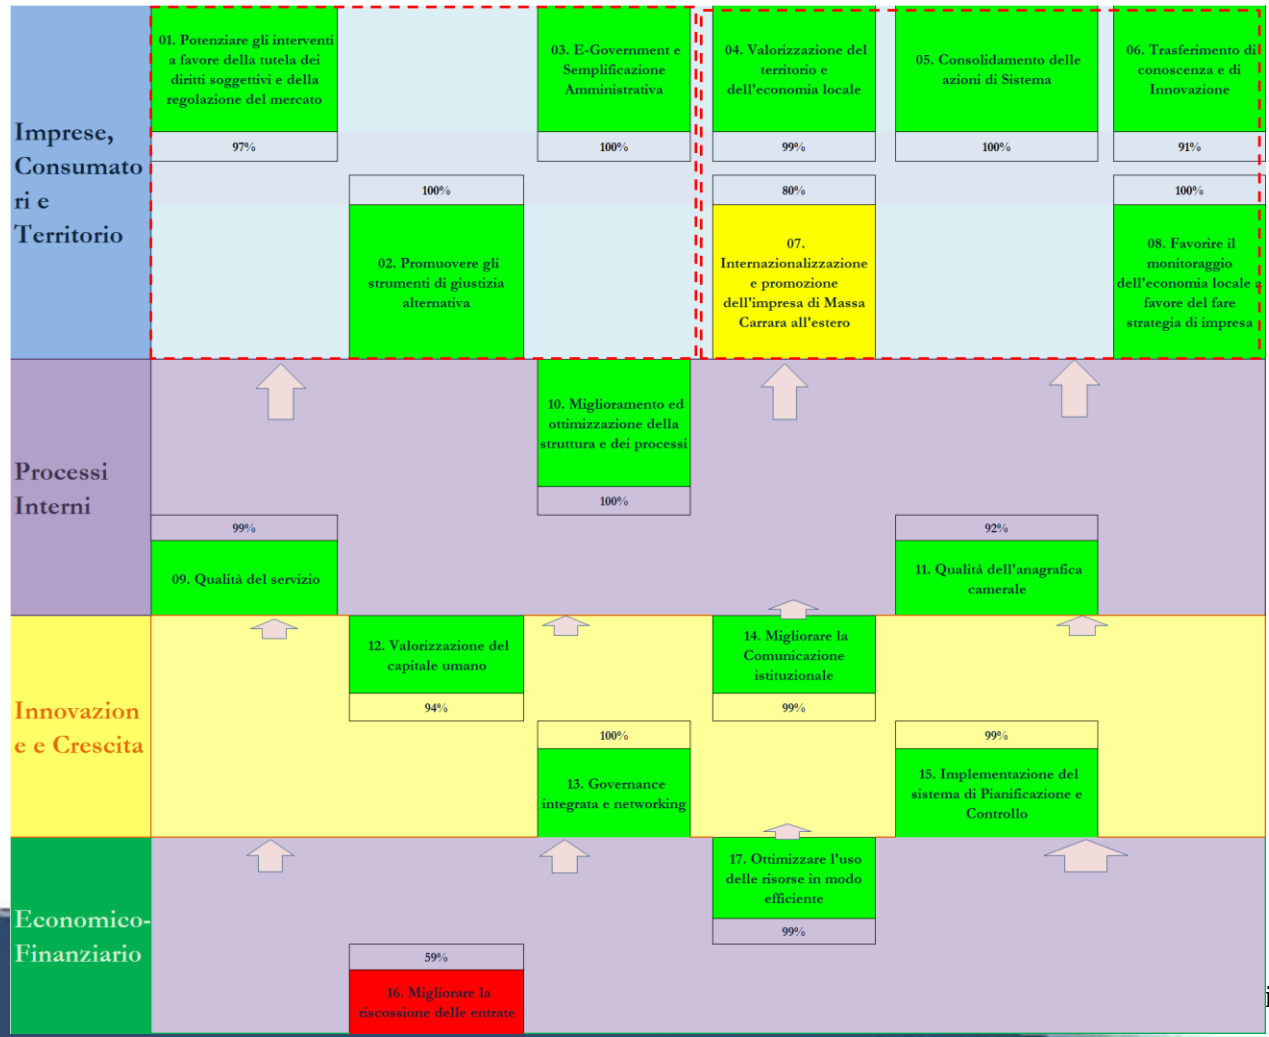 Imprese,
Consumato
ri e
Territorio
01. Potenziare gli interventi
a favore della tutela dei
diritti soggettivi e della
regolazione del mercato
97%
03. E-Government e
Semplificazione
Amministrativa
100%
04. Valorizzazione del
territorio e
dell'economia locale
99%
05. Consolidamento delle
azioni di Sistema
100%
06. Trasferimento di
conoscenza e di
Innovazione
91%
100%
02. Promuovere gli
strumenti di giustizia
alternativa
80%
07.
Internazionalizzazione
e promozione
dell'impresa di Massa
Carrara all'estero
100%
08. Favorire il
monitoraggio
dell'economia locale a
favore del fare
strategia di impresa
Processi
Interni
10. Miglioramento ed
ottimizzazione della
struttura e dei processi
100%
99%
09. Qualità del servizio
92%
11. Qualità dell'anagrafica
camerale
Innovazion
e e Crescita
12. Valorizzazione del
capitale umano
94%
14. Migliorare la
Comunicazione
istituzionale
99%
100%
13. Governance
integrata e networking
99%
15. Implementazione del
sistema di Pianificazione e
Controllo
Economico-
Finanziario
17. Ottimizzare l'uso
delle risorse in modo
efficiente
99%
59%
16. Migliorare la
riscossione delle entrate
i